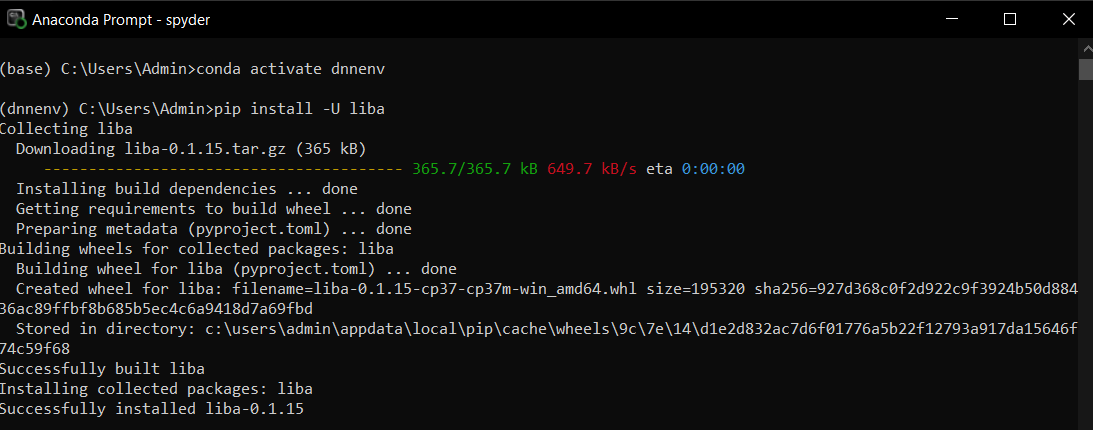 Anaconda Prompt - spyder
(base) C:\Users\Admin>conda activate dnnenv
(dnnenv) C:\Users\Admin>pip install -U liba
Collecting liba
  Downloading liba-0.1.15.tar.gz (365 kB)
     ---------------------------------------- 365.7/365.7 kB 649.7 kB/s eta 0:00:00
  Installing build dependencies ... done
  Getting requirements to build wheel ... done
  Preparing metadata (pyproject.toml) ... done
Building wheels for collected packages: liba
  Building wheel for liba (pyproject.toml) ... done
  Created wheel for liba: filename=liba-0.1.15-cp37-cp37m-win_amd64.whl size=195320 sha256=927d368c0f2d922c9f3924b50d884
36ac89ffbf8b685b5ec4c6a9418d7a69fbd
  Stored in directory: c:\users\admin\appdata\local\pip\cache\wheels\9c\7e\14\d1e2d832ac7d6f01776a5b22f12793a917da15646f
74c59f68
Successfully built liba
Installing collected packages: liba
Successfully installed liba-0.1.15